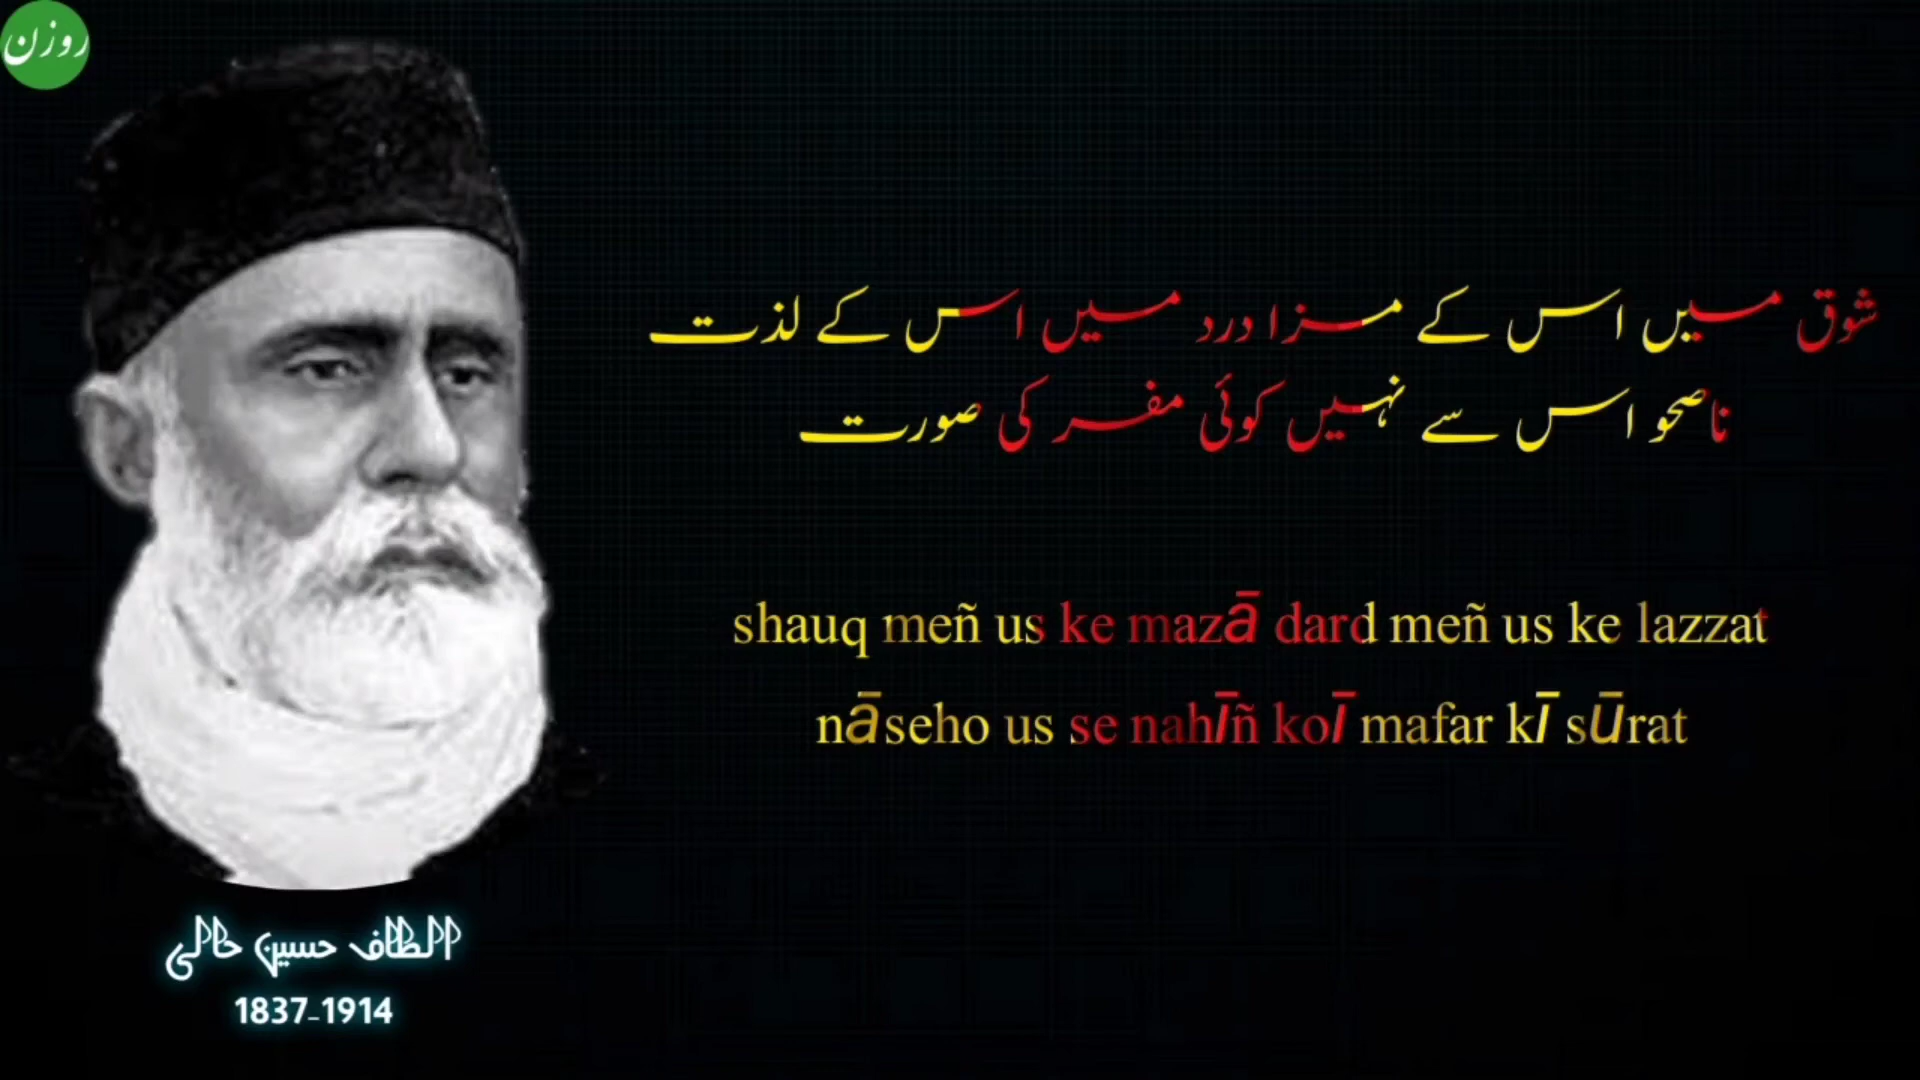 روزن
شوق میں اس کے مزا درد میں اس کے لذت
ناصحو اس سے نہیں کوئی مفر کی صورت
shauq meñ us ke mazā dard meñ us ke lazzat
nāseho us se nahīñ koī mafar kī sūrat
الطاف حسین حالی
1837-1914